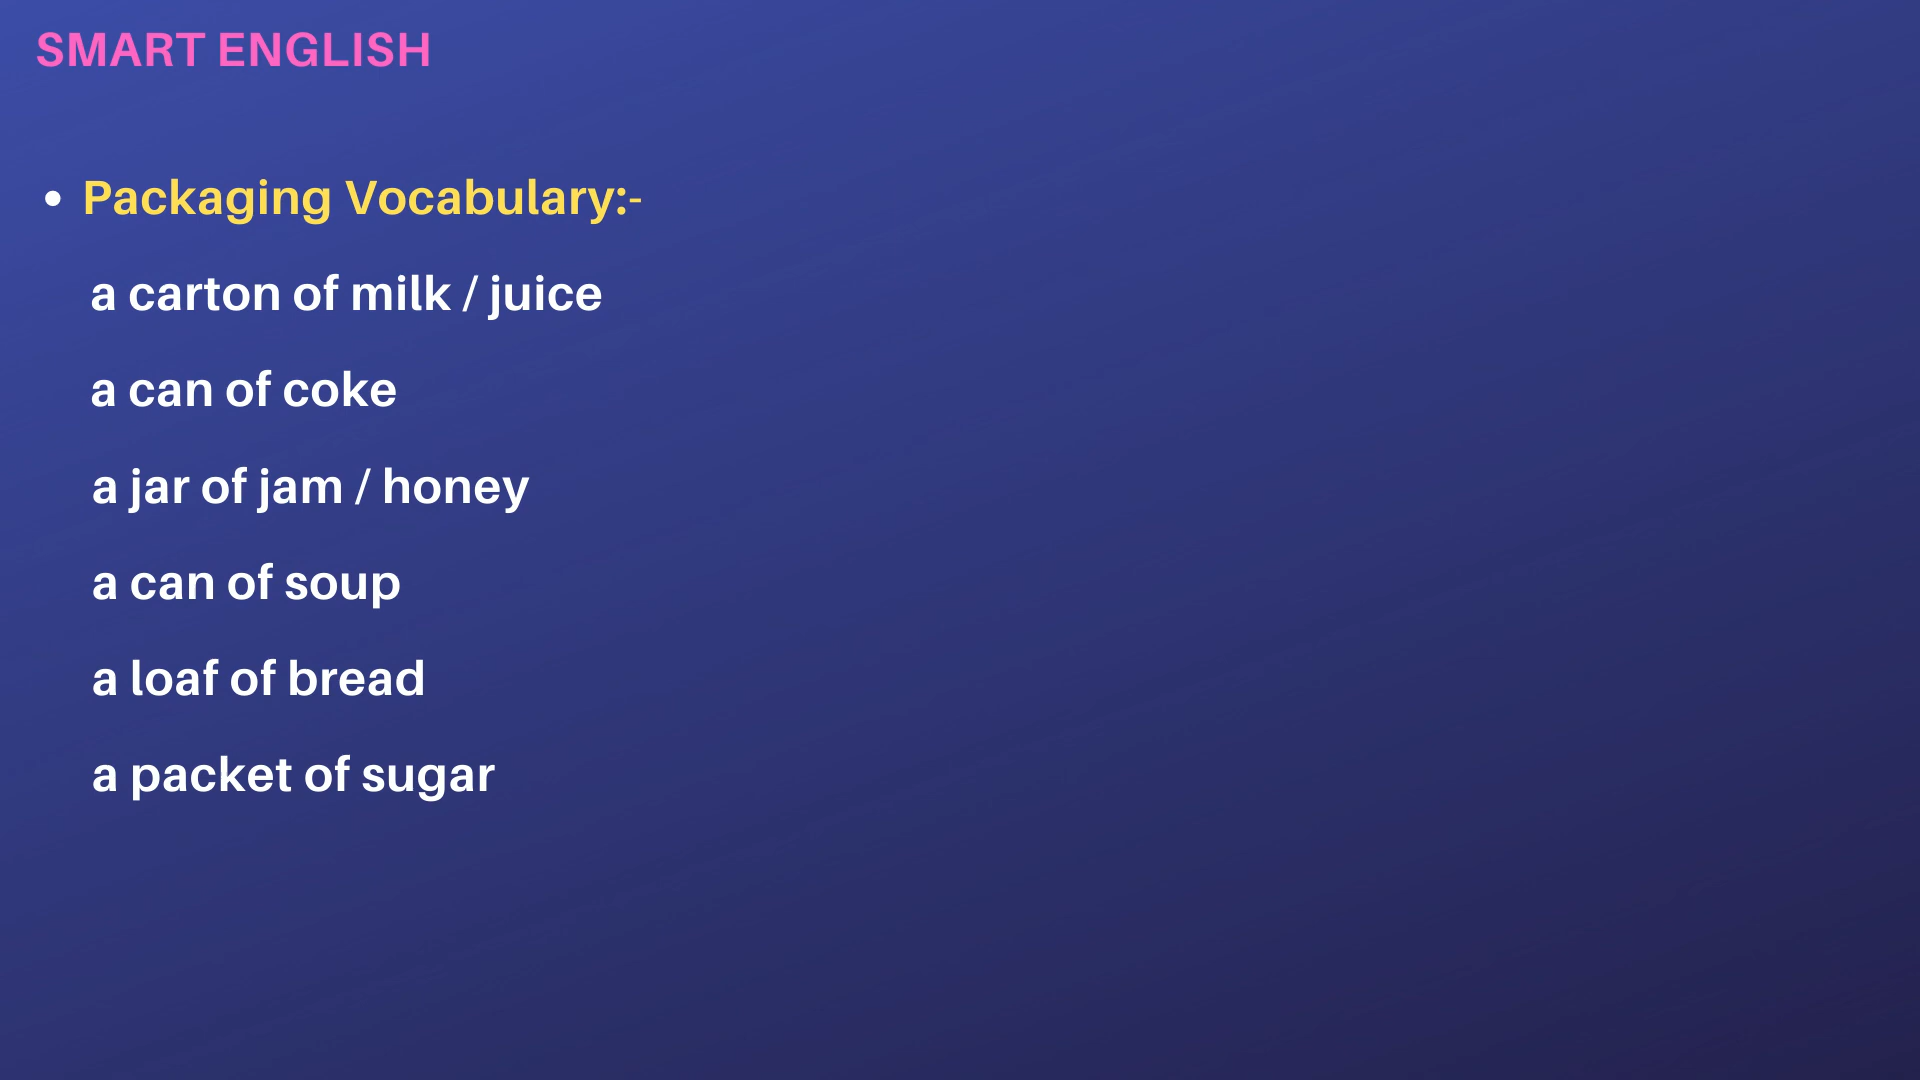 SMART ENGLISH
• Packaging Vocabulary:-
a carton of milk / juice
a can of coke
a jar of jam / honey
a can of soup
a loaf of bread
a packet of sugar